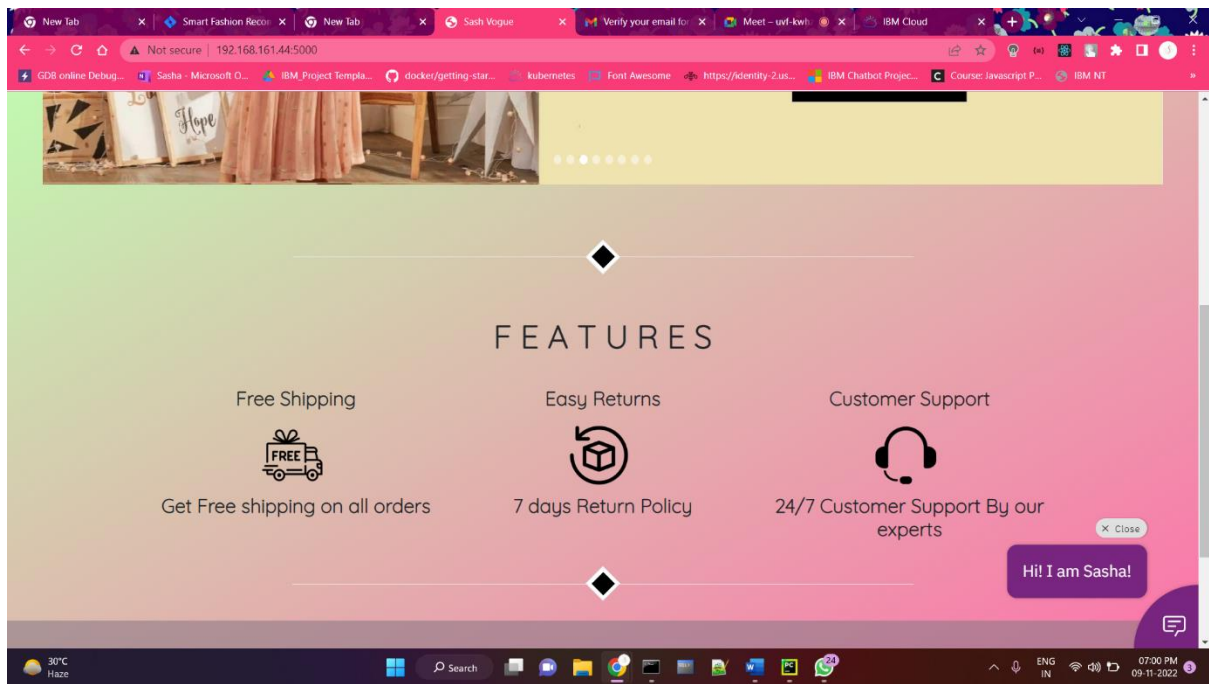 New Tab
Smart Fashion Recon
New Tab
Sash Vogue
Verify your email for
Meet – uvf-kwh
IBM Cloud
Not secure | 192.168.161.44:5000
GDB online Debug...
Sasha - Microsoft O...
IBM_Project Templa...
docker/getting-star...
kubernetes
Font Awesome
https://identity-2.us...
IBM Chatbot Projec...
Course: Javascript P...
IBM NT
Hope
FEATURES
Free Shipping
Easy Returns
Customer Support
FREE
Get Free shipping on all orders
7 days Return Policy
24/7 Customer Support By our
experts
Close
Hi! I am Sasha!
30°C
Haze
Search
24
ENG
IN
07:00 PM
09-11-2022
3